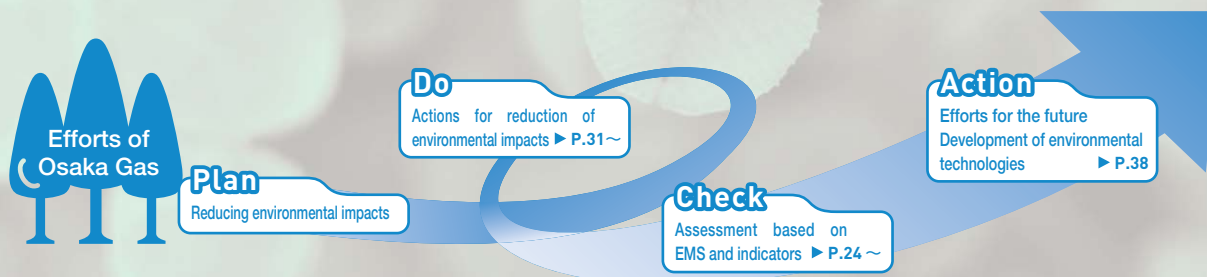 Efforts of
Osaka Gas
Plan
Reducing environmental impacts
Do
Actions for reduction of
environmental impacts ▶ P.31～
Check
Assessment based on
EMS and indicators ▶ P.24～
Action
Efforts for the future
Development of environmental
technologies ▶ P.38